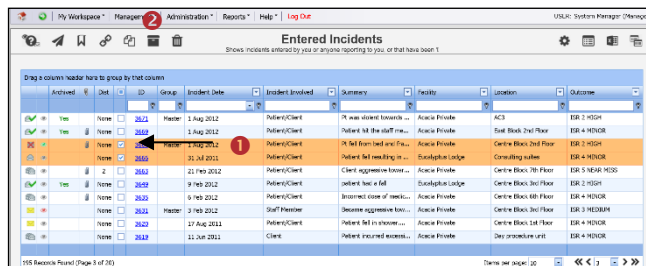 My Workspace Management Administration Reports Help Log Out USLR: System Manager (Manage
2
Entered Incidents
Shows incidents entered by you or anyone reporting to you, or that have been 1
Drag a column header here to group by that column
Archived Dist ID Group Incident Date Incident Involved Summary Facility Location Outcome
Yes None 3671 Master 1 Aug 2012 Patient/Client Pt was violent towards ... Acacia Private AC3 ISR 2 HIGH
Yes None 3669 1 Aug 2012 Patient/Client Patient hit the staff me... Acacia Private East Block 2nd Floor ISR 4 MINOR
None Master 1 Aug 2012 Patient/Client Pt fell from bed and fra... Acacia Private Centre Block 2nd Floor ISR 2 HIGH
1
None 3665 31 Jul 2011 Patient/Client Patient fell resulting in ... Eucalyptus Lodge Consulting suites ISR 4 MINOR
2 3663 21 Feb 2012 Patient/Client Client aggressive towar... Acacia Private Centre Block 7th Floor ISR 5 NEAR MISS
Yes None 3649 9 Feb 2012 Patient/Client patient had a fall Eucalyptus Lodge Centre Block 3rd Floor ISR 2 HIGH
None 3635 6 Feb 2012 Patient/Client Incorrect dose of medic... Acacia Private Centre Block 6th Floor ISR 4 MINOR
None 3631 Master 3 Feb 2012 Staff Member Became aggressive tow... Acacia Private Centre Block 3rd Floor ISR 3 MEDIUM
None 3629 17 Aug 2011 Patient/Client Patient fell in shower.... Acacia Private Centre Block 1st Floor ISR 4 MINOR
None 3619 11 Jun 2011 Client Patient incurred excessi... Acacia Private Day procedure unit ISR 4 MINOR
195 Records Found (Page 3 of 20) Items per page: 10 3